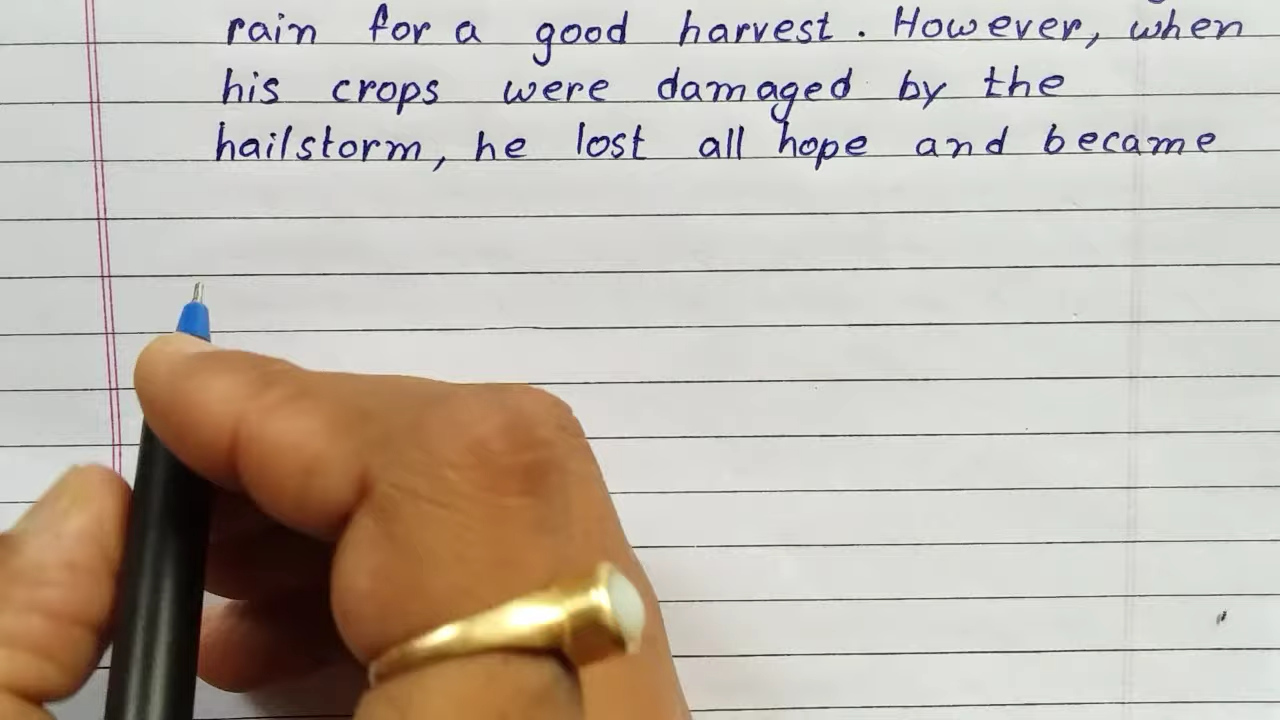 rain for a good harvest. However, when
his crops were damaged by the
hailstorm, he lost all hope and became